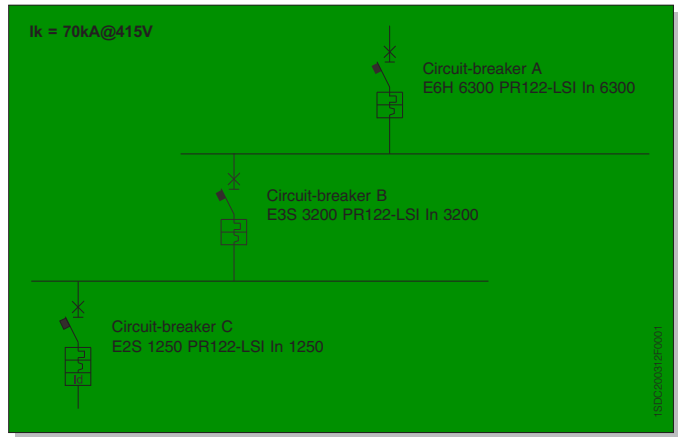 Ik = 70kA@415V
Circuit-breaker A
E6H 6300 PR122-LSI In 6300
Circuit-breaker B
E3S 3200 PR122-LSI In 3200
Circuit-breaker C
E2S 1250 PR122-LSI In 1250
Id
1SDC200312F0001